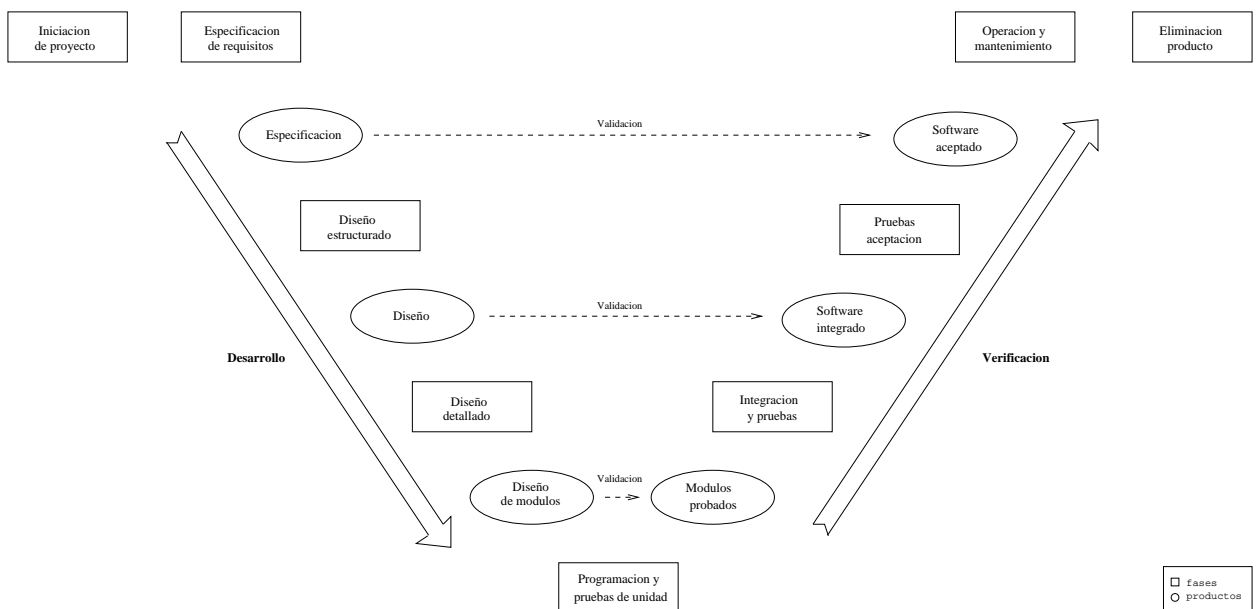 Iniciacion
de proyecto
Especificacion
de requisitos
Operacion y
mantenimiento
Eliminacion
producto
Especificacion
Validacion
Software
aceptado
Diseño
estructurado
Pruebas
aceptacion
Diseño
Validacion
Software
integrado
Desarrollo
Verificacion
Diseño
detallado
Integracion
y pruebas
Diseño
de modulos
Validacion
Modulos
probados
Programacion y
pruebas de unidad
fases
productos